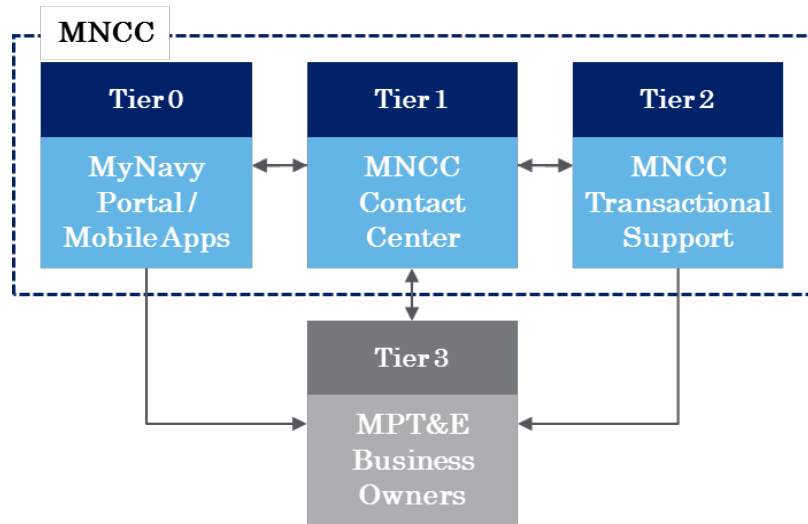 MNCC
Tier 0
MyNavy
Portal /
Mobile Apps
Tier 1
MNCC
Contact
Center
Tier 2
MNCC
Transactional
Support
Tier 3
MPT&E
Business
Owners